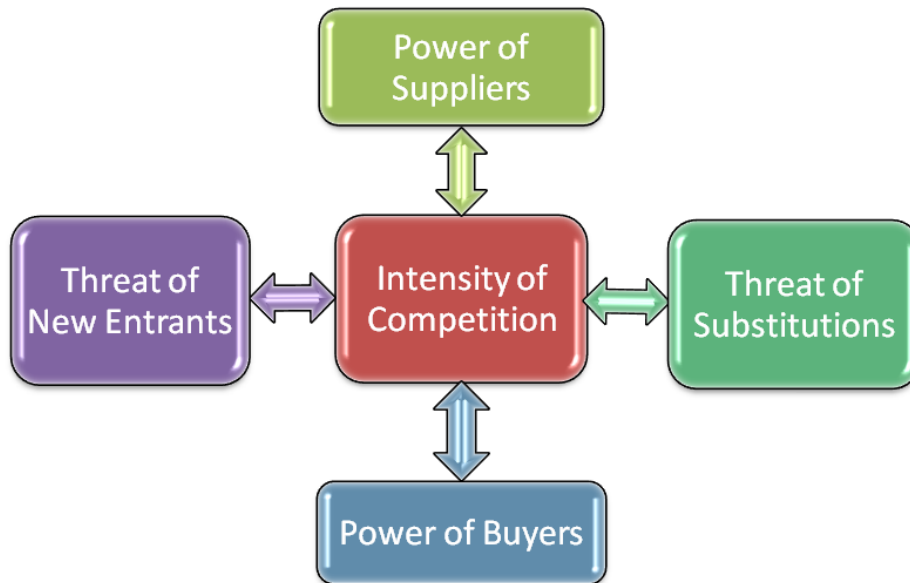 Power of
Suppliers
Threat of
New Entrants
Intensity of
Competition
Threat of
Substitutions
Power of Buyers